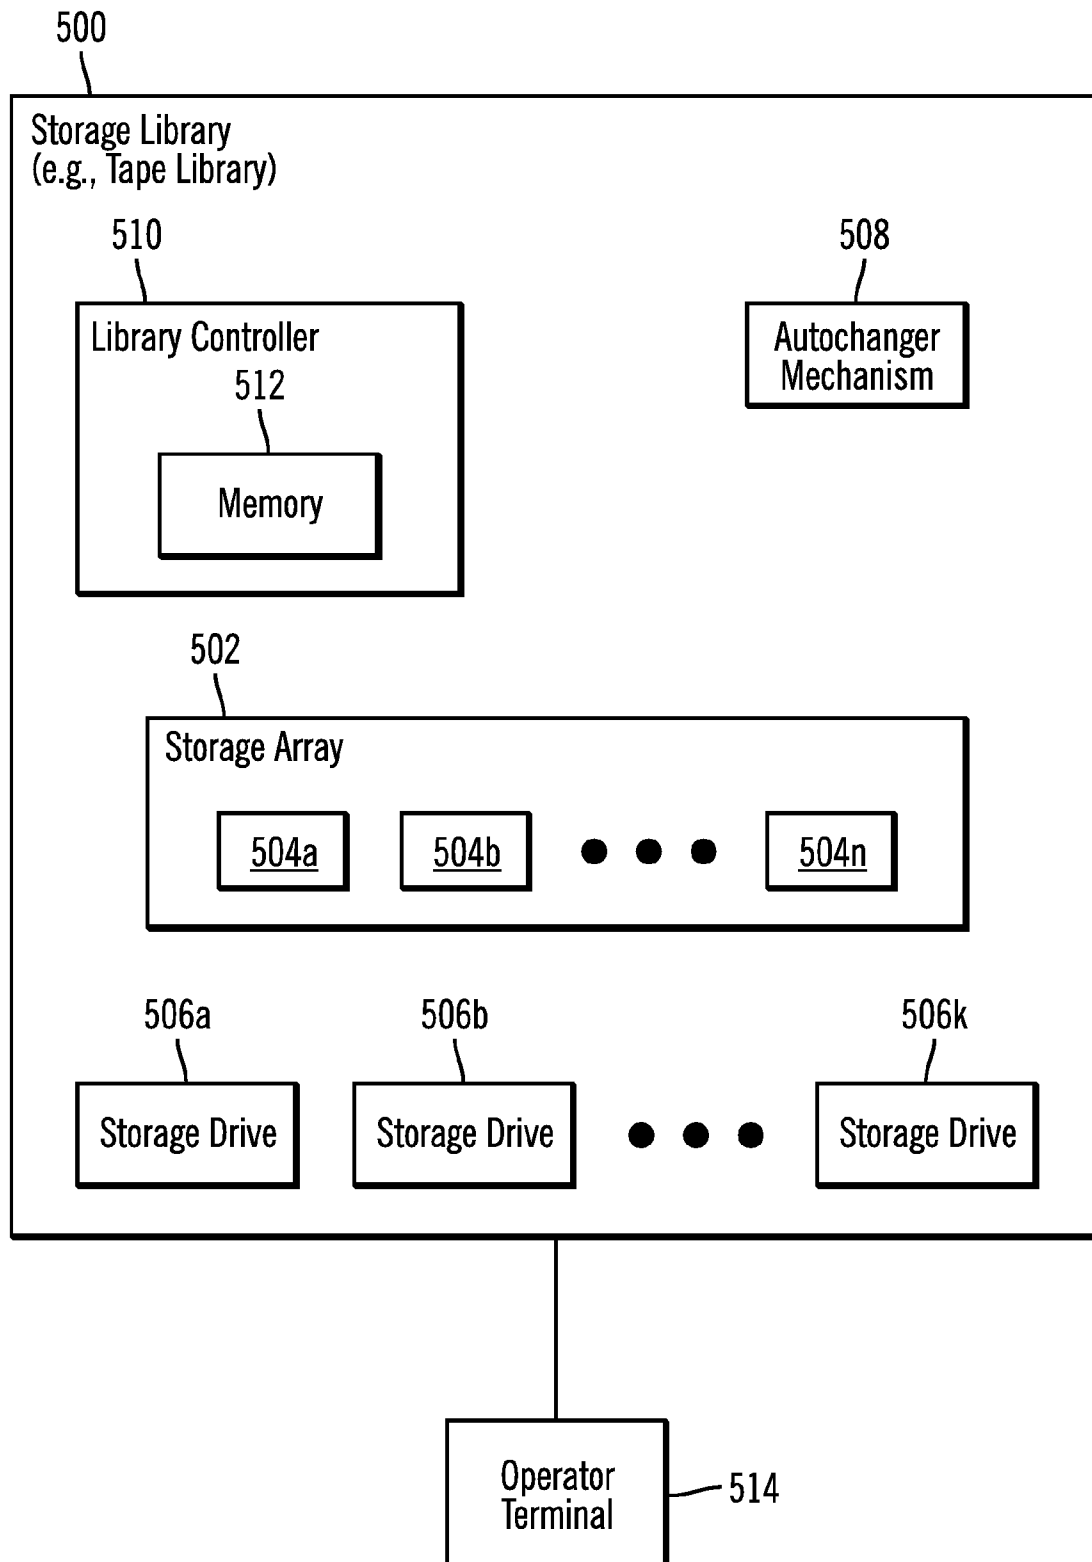 500
Storage Library
(e.g., Tape Library)
510
508
Library Controller
Autochanger
Mechanism
512
Memory
502
Storage Array
504a 504b 504n
506a 506b 506k
Storage Drive Storage Drive Storage Drive
Operator
Terminal
514